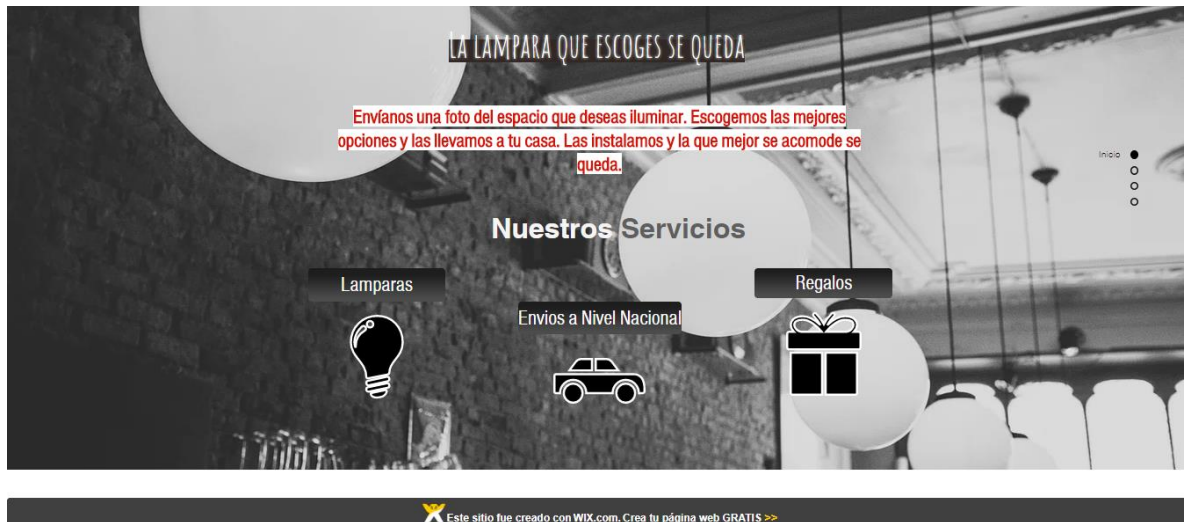 LA LAMPARA QUE ESCOGES SE QUEDA
Envíanos una foto del espacio que deseas iluminar. Escogemos las mejores
opciones y las llevamos a tu casa. Las instalamos y la que mejor se acomode se
queda.
Inicio
Nuestros Servicios
Lamparas
Envios a Nivel Nacional
Regalos
Este sitio fue creado con WIX.com. Crea tu página web GRATIS >>